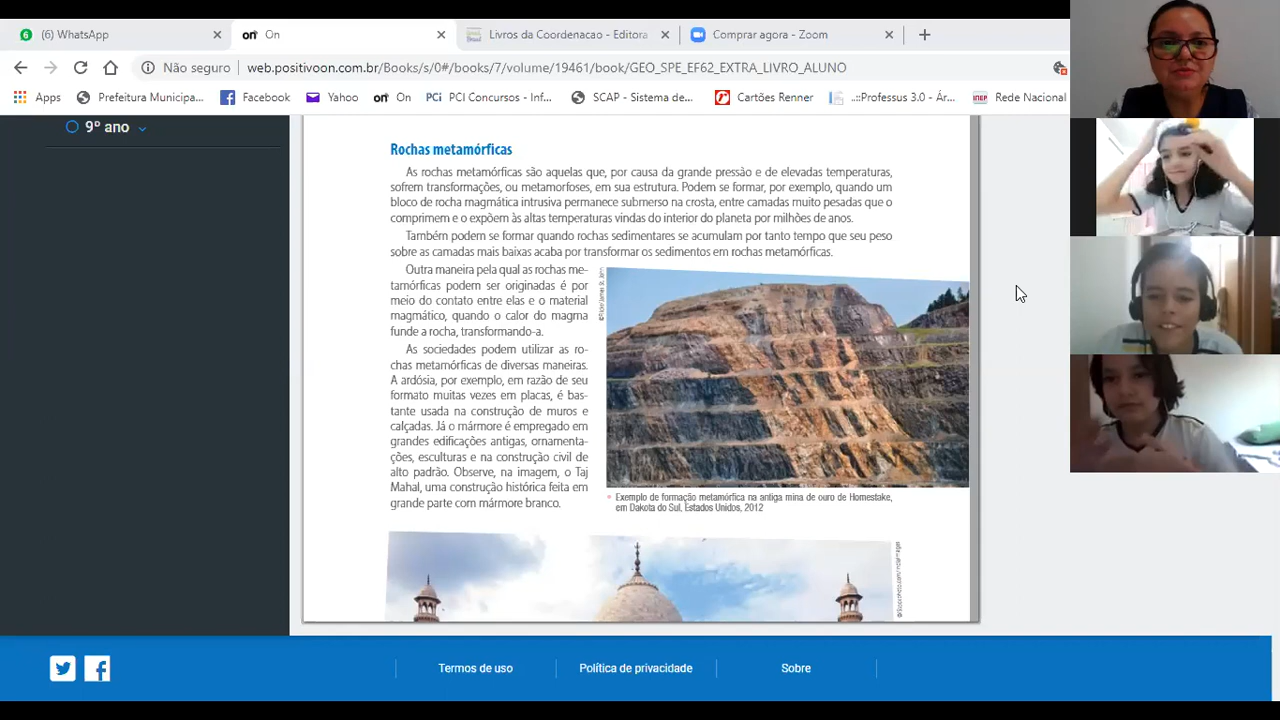 (6) WhatsApp
On
Livros da Coordenacao - Editora
Comprar agora - Zoom
Não seguro
web.positivoon.com.br/Books/s/0#/books/7/volume/19461/book/GEO_SPE_EF62_EXTRA_LIVRO_ALUNO
Apps
Prefeitura Municipa...
Facebook
Yahoo
On
PCI Concursos - Inf...
SCAP - Sistema de...
Cartões Renner
..::Professus 3.0 - Ár...
Rede Nacional
9º ano
Rochas metamórficas
As rochas metamórficas são aquelas que, por causa da grande pressão e de elevadas temperaturas,
sofrem transformações, ou metamorfoses, em sua estrutura. Podem se formar, por exemplo, quando um
bloco de rocha magmática intrusiva permanece submerso na crosta, entre camadas muito pesadas que o
comprimem e o expõem às altas temperaturas vindas do interior do planeta por milhões de anos.
Também podem se formar quando rochas sedimentares se acumulam por tanto tempo que seu peso
sobre as camadas mais baixas acaba por transformar os sedimentos em rochas metamórficas.
Outra maneira pela qual as rochas me-
tamórficas podem ser originadas é por
meio do contato entre elas e o material
magmático, quando o calor do magma
funde a rocha, transformando-a.
As sociedades podem utilizar as ro-
chas metamórficas de diversas maneiras.
A ardósia, por exemplo, em razão de seu
formato muitas vezes em placas, é bas-
tante usada na construção de muros e
calçadas. Já o mármore é empregado em
grandes edificações antigas, ornamenta-
ções, esculturas e na construção civil de
alto padrão. Observe, na imagem, o Taj
Mahal, uma construção histórica feita em
grande parte com mármore branco.
Exemplo de formação metamórfica na antiga mina de ouro de Homestake,
em Dakota do Sul, Estados Unidos, 2012
Termos de uso
Política de privacidade
Sobre